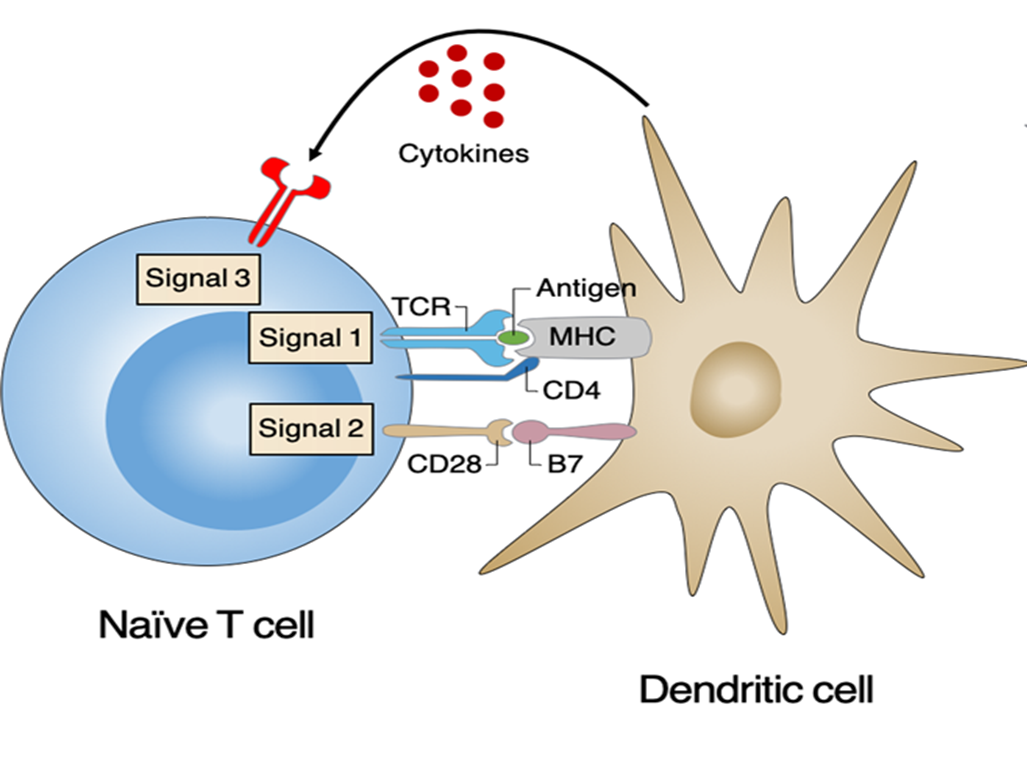 Cytokines
Signal 3
Antigen
TCR
Signal 1
MHC
CD4
Signal 2
CD28
B7
Naïve T cell
Dendritic cell